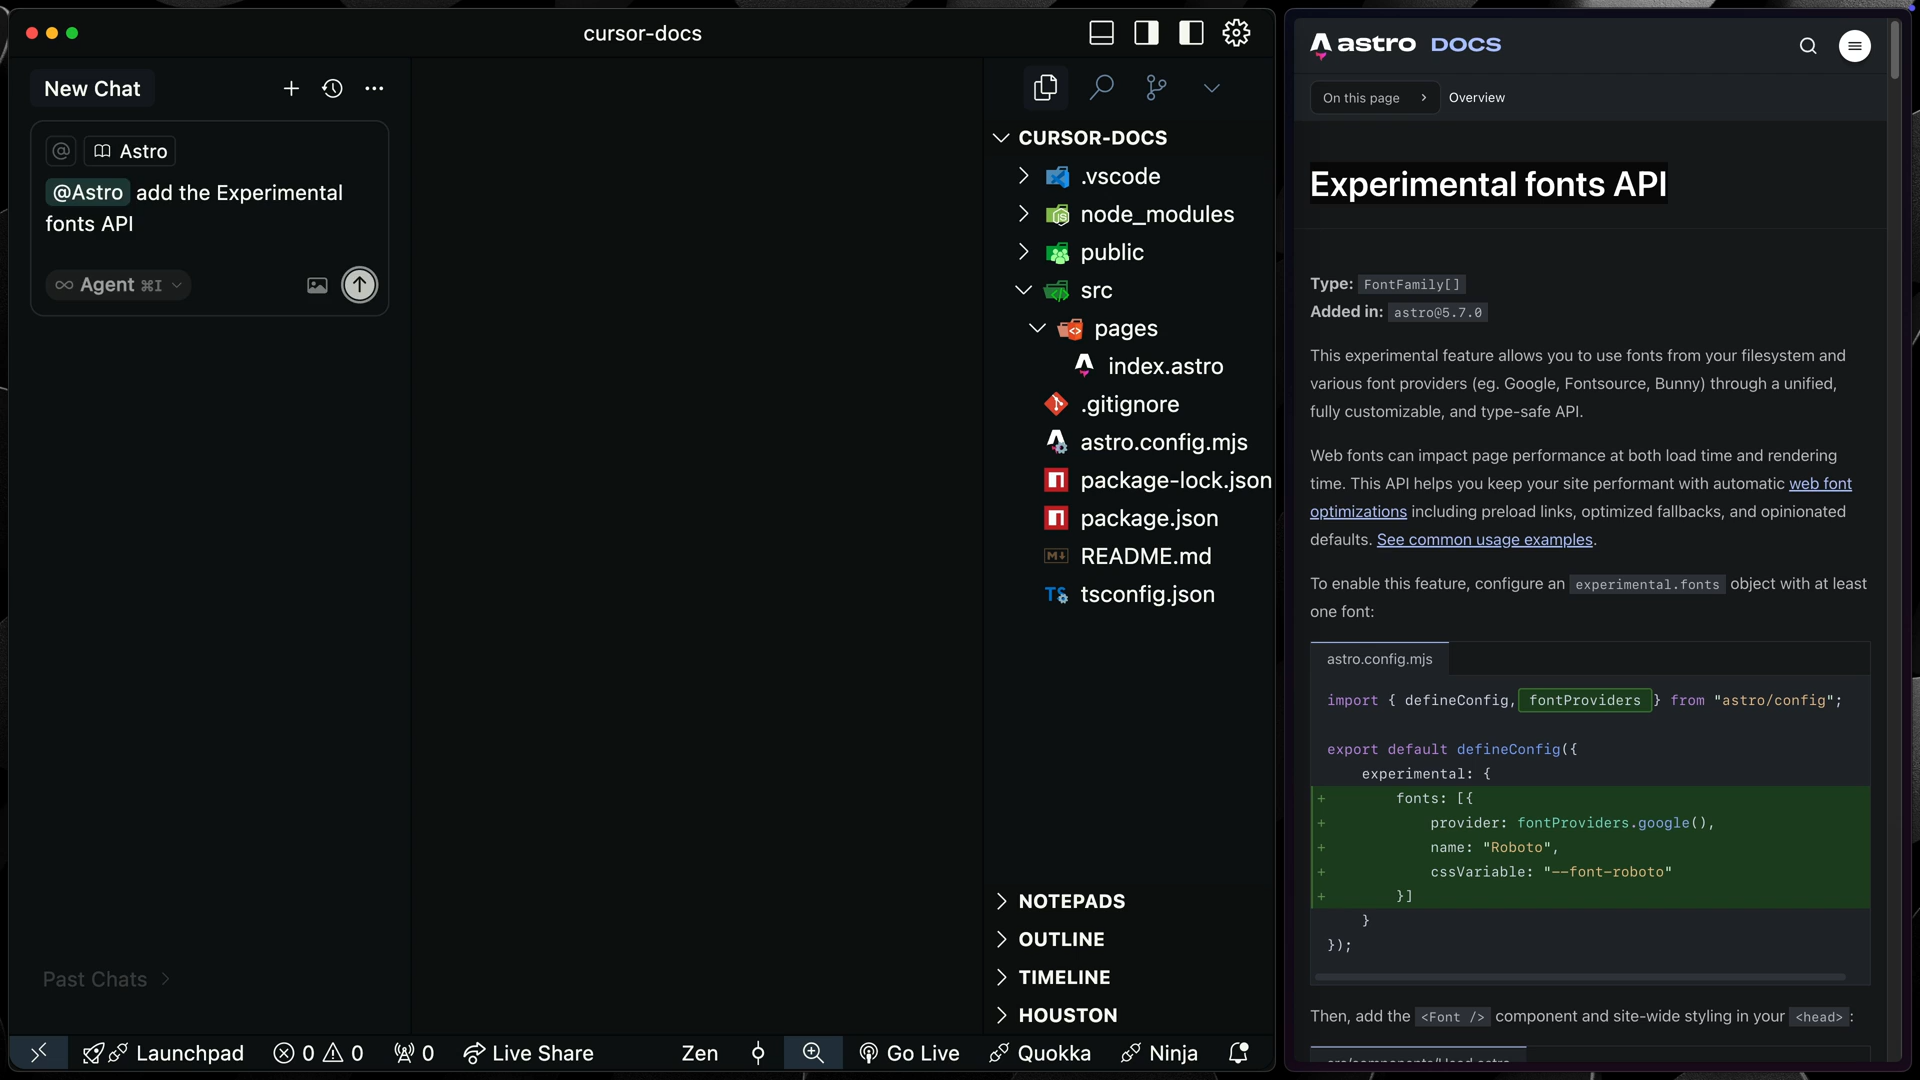 cursor-docs
New Chat
@ Astro
@Astro add the Experimental
fonts API
Agent ⌘I
Past Chats
CURSOR-DOCS
.vscode
node_modules
public
src
pages
index.astro
.gitignore
astro.config.mjs
package-lock.json
package.json
README.md
tsconfig.json
NOTEPADS
OUTLINE
TIMELINE
HOUSTON
Launchpad 0 0 0 Live Share Zen Go Live Quokka Ninja
astro DOCS
On this page > Overview
Experimental fonts API
Type: FontFamily[]
Added in: astro@5.7.0
This experimental feature allows you to use fonts from your filesystem and
various font providers (eg. Google, Fontsource, Bunny) through a unified,
fully customizable, and type-safe API.
Web fonts can impact page performance at both load time and rendering
time. This API helps you keep your site performant with automatic web font
optimizations including preload links, optimized fallbacks, and opinionated
defaults. See common usage examples.
To enable this feature, configure an experimental.fonts object with at least
one font:
astro.config.mjs
import { defineConfig, fontProviders } from "astro/config";
export default defineConfig({
experimental: {
+ fonts: [{
+ provider: fontProviders.google(),
+ name: "Roboto",
+ cssVariable: "--font-roboto"
+ }]
}
});
Then, add the <Font /> component and site-wide styling in your <head>: